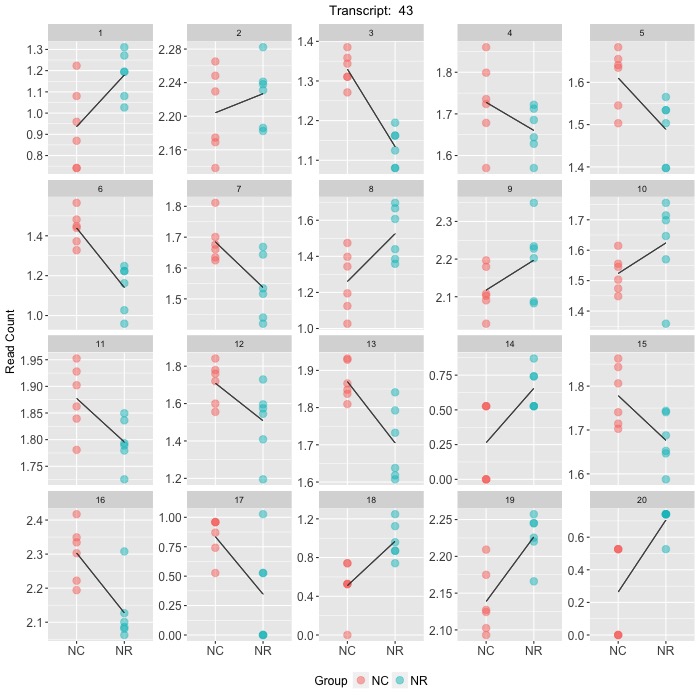 Transcript: 43
1 2 3 4 5
1.3 2.28 1.4 1.8 1.6
1.2 2.24 1.3 1.7 1.5
1.1 2.20 1.2 1.6 1.4
1.0 2.16 1.1
0.9
0.8
6 7 8 9 10
1.4 1.8 1.6 2.3 1.7
1.2 1.7 1.4 2.2 1.6
1.0 1.6 1.2 2.1 1.5
1.5 1.0 1.4
Read Count
11 12 13 14 15
1.95 1.8 1.9 0.75 1.8
1.90 1.6 1.8 0.50 1.7
1.85 1.4 1.7 0.25 1.6
1.80 1.2 1.6 0.00
1.75
16 17 18 19 20
2.4 1.00 1.2 2.25 0.6
2.3 0.75 0.8 2.20 0.4
2.2 0.50 0.4 2.15 0.2
2.1 0.25 0.0 2.10 0.0
0.00
NC NR NC NR NC NR NC NR NC NR
Group NC NR